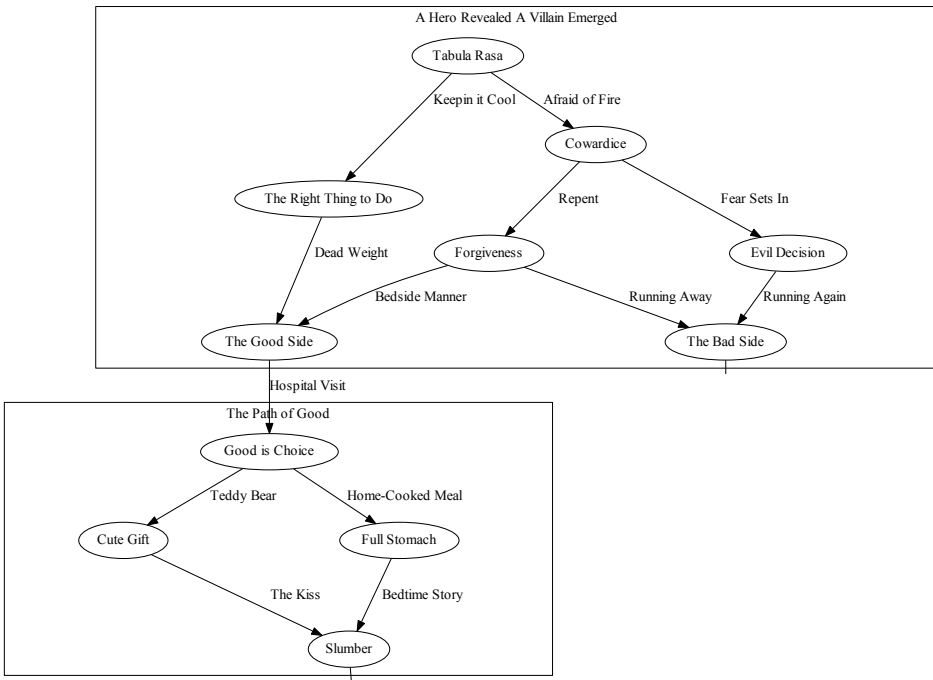 A Hero Revealed A Villain Emerged
Tabula Rasa
Keepin it Cool
Afraid of Fire
Cowardice
The Right Thing to Do
Repent
Fear Sets In
Dead Weight
Forgiveness
Evil Decision
Bedside Manner
Running Away
Running Again
The Good Side
The Bad Side
Hospital Visit
The Path of Good
Good is Choice
Teddy Bear
Home-Cooked Meal
Cute Gift
Full Stomach
The Kiss
Bedtime Story
Slumber